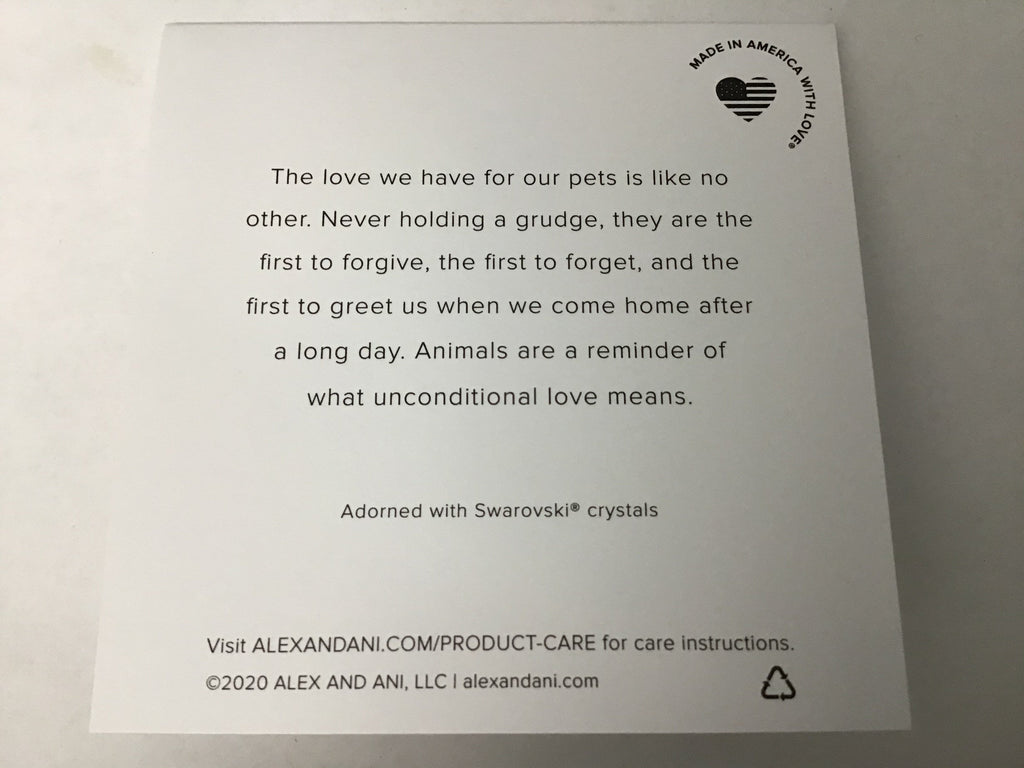 MADE IN AMERICA WITH LOVE®
The love we have for our pets is like no
other. Never holding a grudge, they are the
first to forgive, the first to forget, and the
first to greet us when we come home after
a long day. Animals are a reminder of
what unconditional love means.
Adorned with Swarovski® crystals
Visit ALEXANDANI.COM/PRODUCT-CARE for care instructions.
©2020 ALEX AND ANI, LLC | alexandani.com